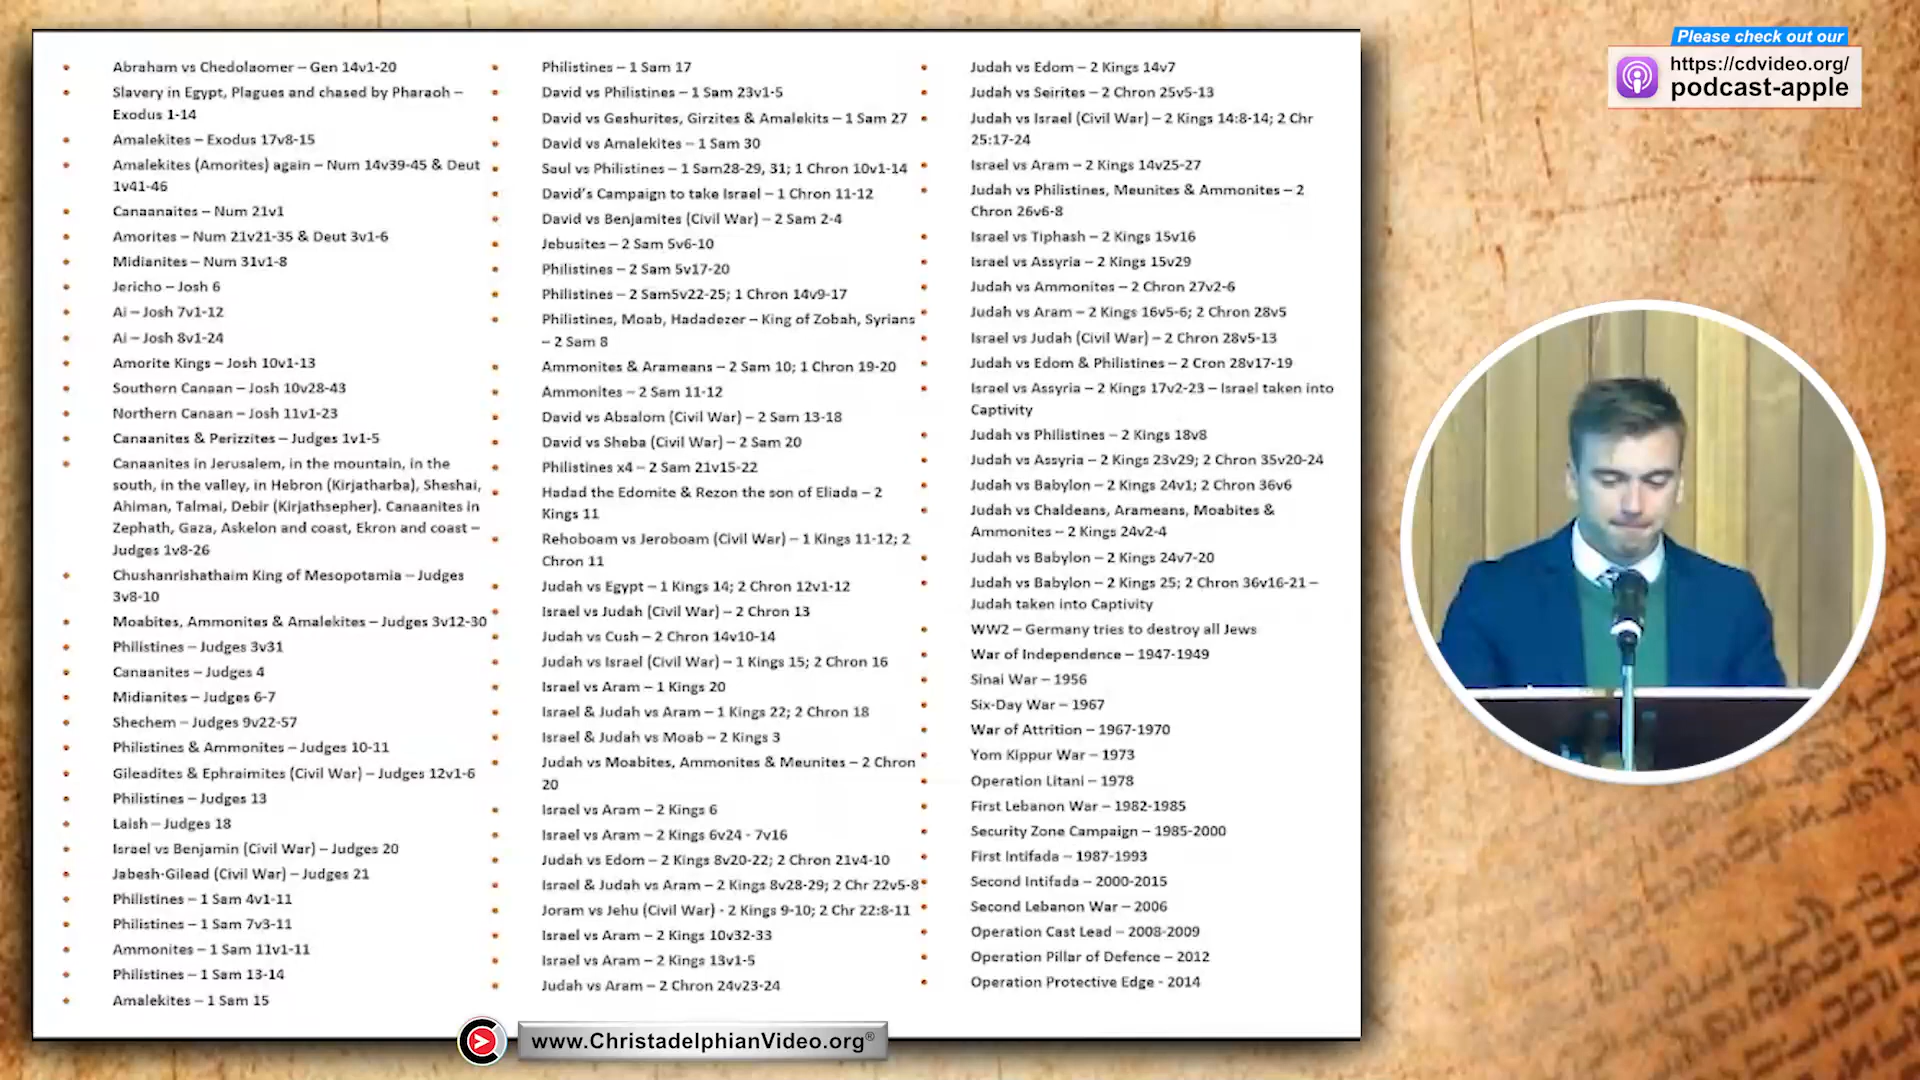 Abraham vs Chedolaomer – Gen 14v1-20
Slavery in Egypt, Plagues and chased by Pharaoh –
Exodus 1-14
Amalekites – Exodus 17v8-15
Amalekites (Amorites) again – Num 14v39-45 & Deut
1v41-46
Canaanaites – Num 21v1
Amorites – Num 21v21-35 & Deut 3v1-6
Midianites – Num 31v1-8
Jericho – Josh 6
Ai – Josh 7v1-12
Ai – Josh 8v1-24
Amorite Kings – Josh 10v1-13
Southern Canaan – Josh 10v28-43
Northern Canaan – Josh 11v1-23
Canaanites & Perizzites – Judges 1v1-5
Canaanites in Jerusalem, in the mountain, in the
south, in the valley, in Hebron (Kirjatharba), Sheshai,
Ahiman, Talmai, Debir (Kirjathsepher). Canaanites in
Zephath, Gaza, Askelon and coast, Ekron and coast –
Judges 1v8-26
Chushanrishathaim King of Mesopotamia – Judges
3v8-10
Moabites, Ammonites & Amalekites – Judges 3v12-30
Philistines – Judges 3v31
Canaanites – Judges 4
Midianites – Judges 6-7
Shechem – Judges 9v22-57
Philistines & Ammonites – Judges 10-11
Gileadites & Ephraimites (Civil War) – Judges 12v1-6
Philistines – Judges 13
Laish – Judges 18
Israel vs Benjamin (Civil War) – Judges 20
Jabesh-Gilead (Civil War) – Judges 21
Philistines – 1 Sam 4v1-11
Philistines – 1 Sam 7v3-11
Ammonites – 1 Sam 11v1-11
Philistines – 1 Sam 13-14
Amalekites – 1 Sam 15
Philistines – 1 Sam 17
David vs Philistines – 1 Sam 23v1-5
David vs Geshurites, Girzites & Amalekits – 1 Sam 27
David vs Amalekites – 1 Sam 30
Saul vs Philistines – 1 Sam28-29, 31; 1 Chron 10v1-14
David's Campaign to take Israel – 1 Chron 11-12
David vs Benjamites (Civil War) – 2 Sam 2-4
Jebusites – 2 Sam 5v6-10
Philistines – 2 Sam 5v17-20
Philistines – 2 Sam5v22-25; 1 Chron 14v9-17
Philistines, Moab, Hadadezer – King of Zobah, Syrians
– 2 Sam 8
Ammonites & Arameans – 2 Sam 10; 1 Chron 19-20
Ammonites – 2 Sam 11-12
David vs Absalom (Civil War) – 2 Sam 13-18
David vs Sheba (Civil War) – 2 Sam 20
Philistines x4 – 2 Sam 21v15-22
Hadad the Edomite & Rezon the son of Eliada – 2
Kings 11
Rehoboam vs Jeroboam (Civil War) – 1 Kings 11-12; 2
Chron 11
Judah vs Egypt – 1 Kings 14; 2 Chron 12v1-12
Israel vs Judah (Civil War) – 2 Chron 13
Judah vs Cush – 2 Chron 14v10-14
Judah vs Israel (Civil War) – 1 Kings 15; 2 Chron 16
Israel vs Aram – 1 Kings 20
Israel & Judah vs Aram – 1 Kings 22; 2 Chron 18
Israel & Judah vs Moab – 2 Kings 3
Judah vs Moabites, Ammonites & Meunites – 2 Chron
20
Israel vs Aram – 2 Kings 6
Israel vs Aram – 2 Kings 6v24 - 7v16
Judah vs Edom – 2 Kings 8v20-22; 2 Chron 21v4-10
Israel & Judah vs Aram – 2 Kings 8v28-29; 2 Chr 22v5-8
Joram vs Jehu (Civil War) - 2 Kings 9-10; 2 Chr 22:8-11
Israel vs Aram – 2 Kings 10v32-33
Israel vs Aram – 2 Kings 13v1-5
Judah vs Aram – 2 Chron 24v23-24
Judah vs Edom – 2 Kings 14v7
Judah vs Seirites – 2 Chron 25v5-13
Judah vs Israel (Civil War) – 2 Kings 14:8-14; 2 Chr
25:17-24
Israel vs Aram – 2 Kings 14v25-27
Judah vs Philistines, Meunites & Ammonites – 2
Chron 26v6-8
Israel vs Tiphash – 2 Kings 15v16
Israel vs Assyria – 2 Kings 15v29
Judah vs Ammonites – 2 Chron 27v2-6
Judah vs Aram – 2 Kings 16v5-6; 2 Chron 28v5
Israel vs Judah (Civil War) – 2 Chron 28v5-13
Judah vs Edom & Philistines – 2 Cron 28v17-19
Israel vs Assyria – 2 Kings 17v2-23 – Israel taken into
Captivity
Judah vs Philistines – 2 Kings 18v8
Judah vs Assyria – 2 Kings 23v29; 2 Chron 35v20-24
Judah vs Babylon – 2 Kings 24v1; 2 Chron 36v6
Judah vs Chaldeans, Arameans, Moabites &
Ammonites – 2 Kings 24v2-4
Judah vs Babylon – 2 Kings 24v7-20
Judah vs Babylon – 2 Kings 25; 2 Chron 36v16-21 –
Judah taken into Captivity
WW2 – Germany tries to destroy all Jews
War of Independence – 1947-1949
Sinai War – 1956
Six-Day War – 1967
War of Attrition – 1967-1970
Yom Kippur War – 1973
Operation Litani – 1978
First Lebanon War – 1982-1985
Security Zone Campaign – 1985-2000
First Intifada – 1987-1993
Second Intifada – 2000-2015
Second Lebanon War – 2006
Operation Cast Lead – 2008-2009
Operation Pillar of Defence – 2012
Operation Protective Edge - 2014
Please check out our
https://cdvideo.org/
podcast-apple
www.ChristadelphianVideo.org®